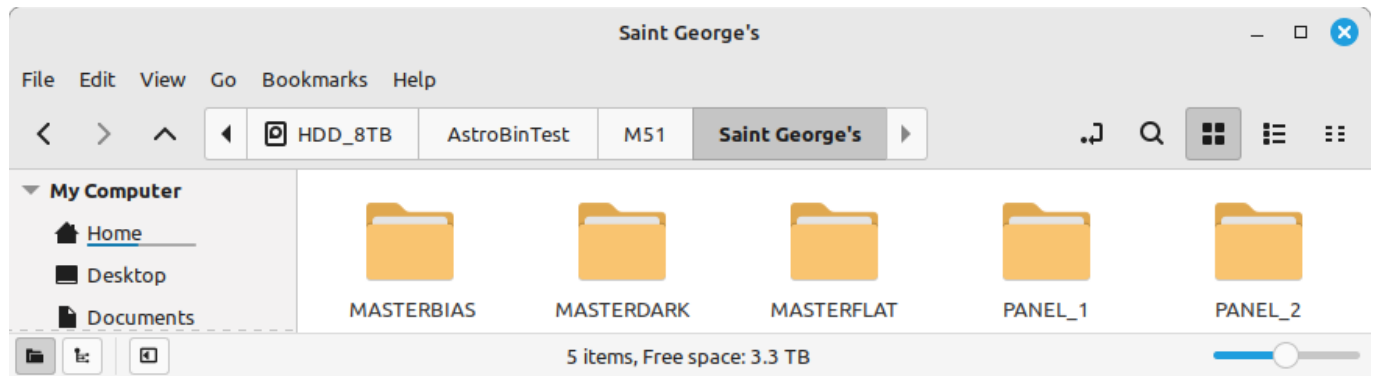 Saint George's
File Edit View Go Bookmarks Help
HDD_8TB AstroBinTest M51 Saint George's
My Computer
Home
Desktop
Documents
MASTERBIAS MASTERDARK MASTERFLAT PANEL_1 PANEL_2
5 items, Free space: 3.3 TB